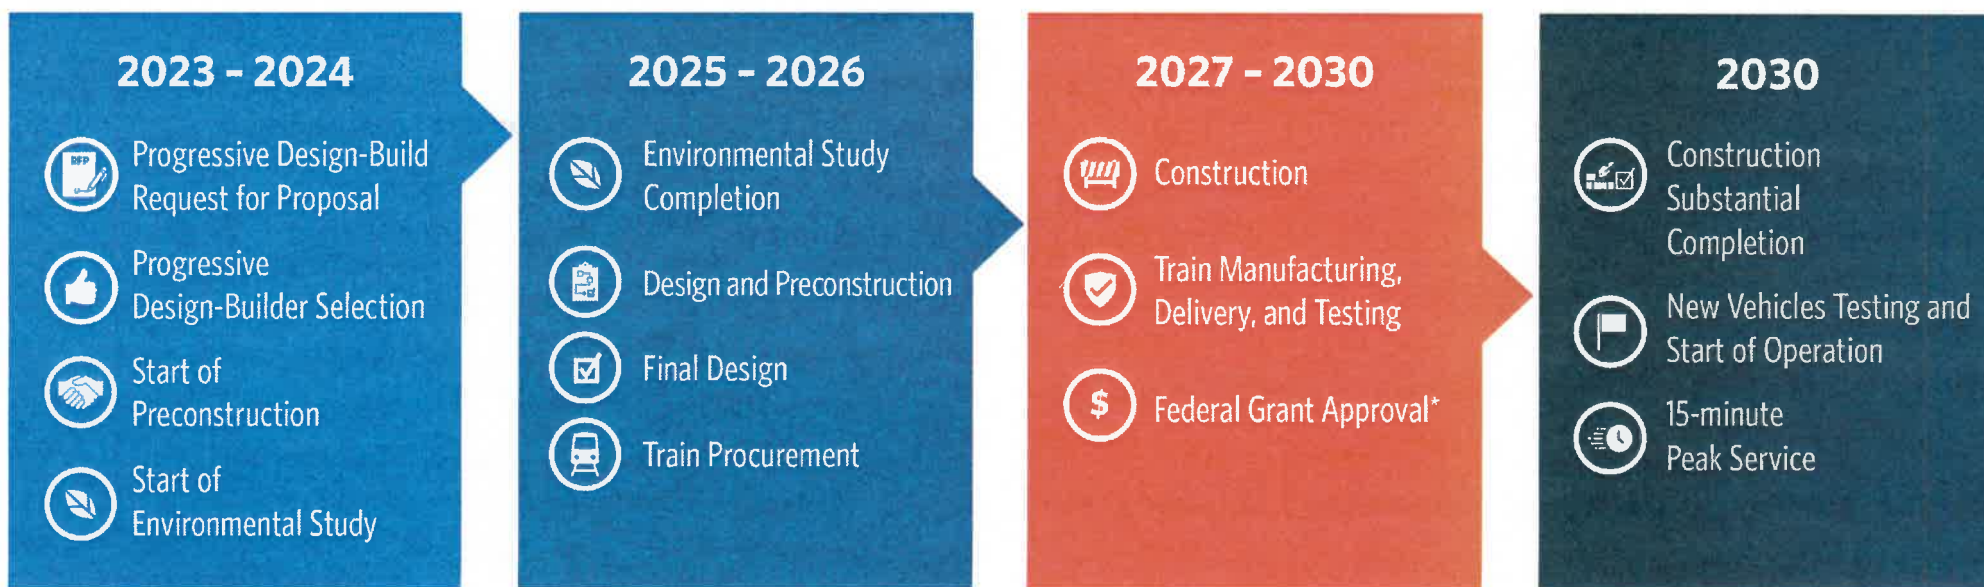 2023 – 2024
RFP
Progressive Design-Build
Request for Proposal
Progressive
Design-Builder Selection
Start of
Preconstruction
Start of
Environmental Study
2025 – 2026
Environmental Study
Completion
Design and Preconstruction
Final Design
Train Procurement
2027 – 2030
Construction
Train Manufacturing,
Delivery, and Testing
$
Federal Grant Approval*
2030
Construction
Substantial
Completion
New Vehicles Testing and
Start of Operation
15-minute
Peak Service